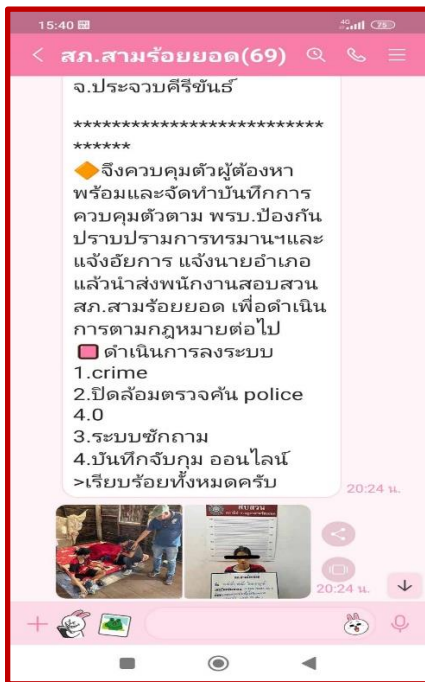 15:40
4G 75
สภ.สามร้อยยอด(69)
จ.ประจวบคีรีขันธ์
***************************
******
🔶จึงควบคุมตัวผู้ต้องหา
พร้อมและจัดทำบันทึกการ
ควบคุมตัวตาม พรบ.ป้องกัน
ปราบปรามการทรมานฯและ
แจ้งอัยการ แจ้งนายอำเภอ
แล้วนำส่งพนักงานสอบสวน
สภ.สามร้อยยอด เพื่อดำเนิน
การตามกฎหมายต่อไป
ดำเนินการลงระบบ
1.crime
2.ปิดล้อมตรวจค้น police
4.0
3.ระบบซักถาม
4.บันทึกจับกุม ออนไลน์
>เรียบร้อยทั้งหมดครับ
20:24 น.
สืบสวน
20:24 น.